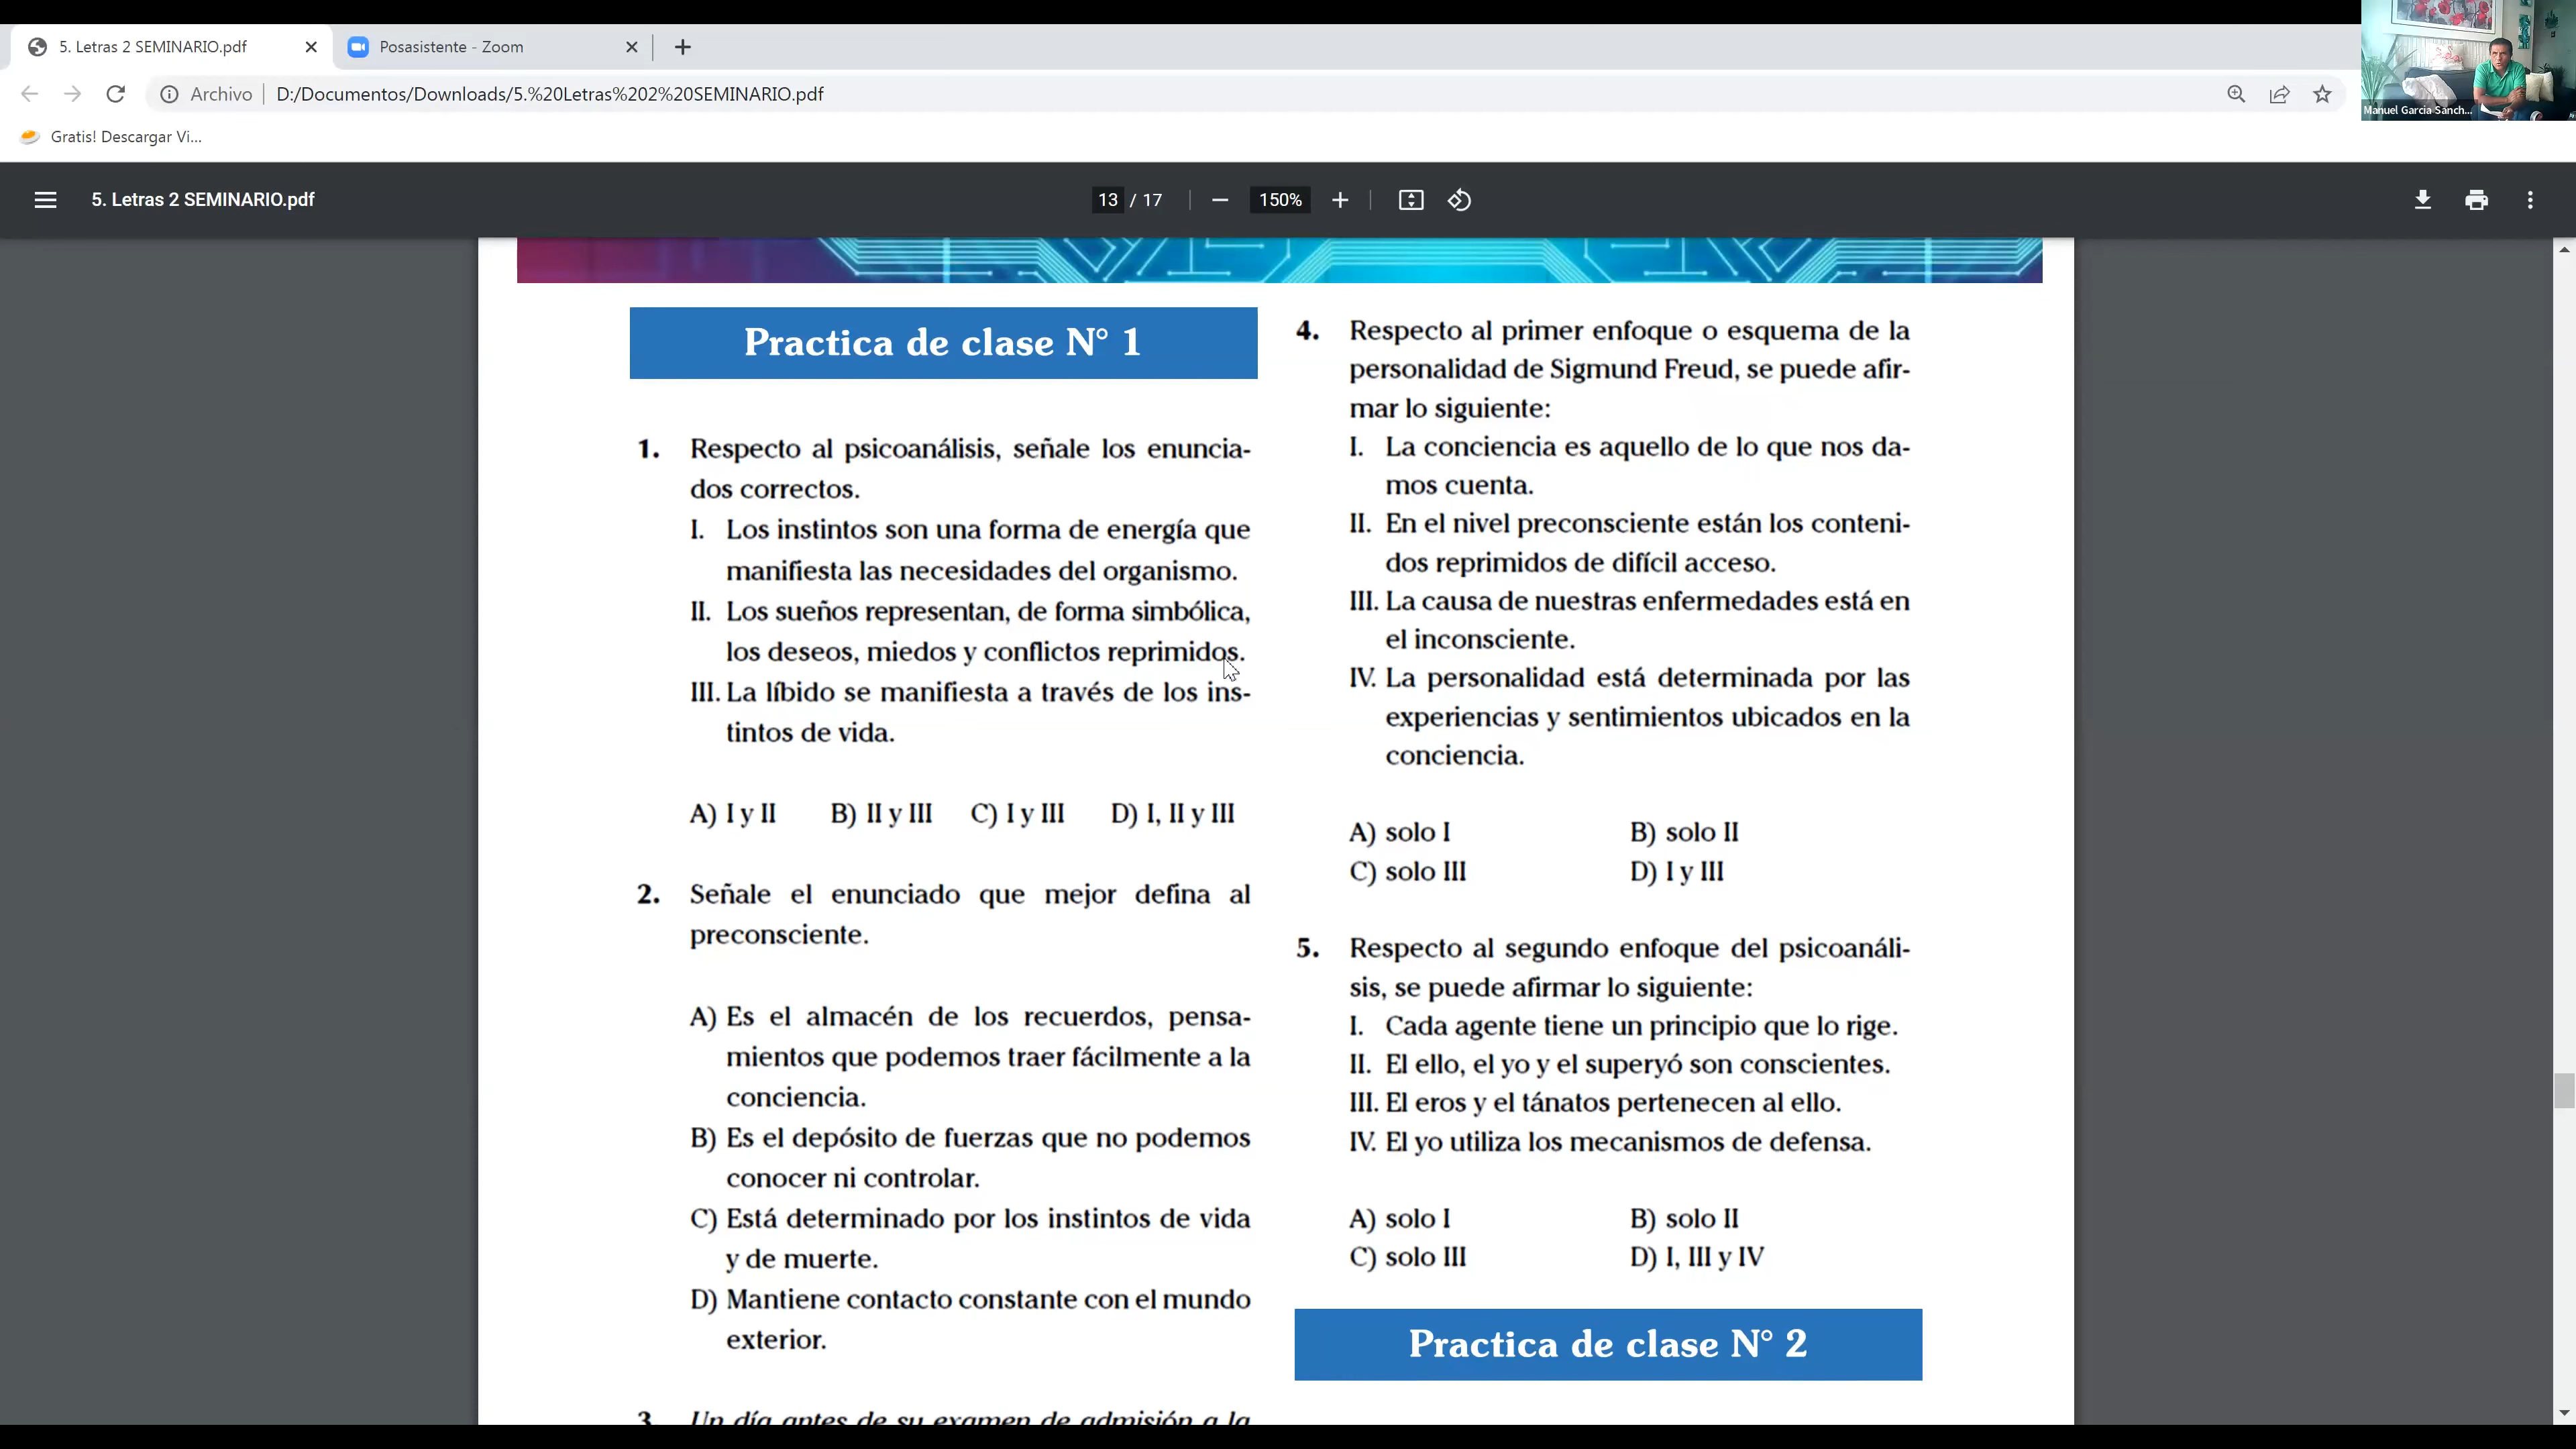 5. Letras 2 SEMINARIO.pdf
Posasistente - Zoom
Archivo
D:/Documentos/Downloads/5.%20Letras%202%20SEMINARIO.pdf
Manuel Garcia Sanch...
Gratis! Descargar Vi...
5. Letras 2 SEMINARIO.pdf
13 / 17
150%
Practica de clase N° 1
1. Respecto al psicoanálisis, señale los enuncia-
dos correctos.
I. Los instintos son una forma de energía que
manifiesta las necesidades del organismo.
II. Los sueños representan, de forma simbólica,
los deseos, miedos y conflictos reprimidos.
III. La líbido se manifiesta a través de los ins-
tintos de vida.
A) I y II B) II y III C) I y III D) I, II y III
2. Señale el enunciado que mejor defina al
preconsciente.
A) Es el almacén de los recuerdos, pensa-
mientos que podemos traer fácilmente a la
conciencia.
B) Es el depósito de fuerzas que no podemos
conocer ni controlar.
C) Está determinado por los instintos de vida
y de muerte.
D) Mantiene contacto constante con el mundo
exterior.
3. Un día antes de su examen de admisión a la
4. Respecto al primer enfoque o esquema de la
personalidad de Sigmund Freud, se puede afir-
mar lo siguiente:
I. La conciencia es aquello de lo que nos da-
mos cuenta.
II. En el nivel preconsciente están los conteni-
dos reprimidos de difícil acceso.
III. La causa de nuestras enfermedades está en
el inconsciente.
IV. La personalidad está determinada por las
experiencias y sentimientos ubicados en la
conciencia.
A) solo I B) solo II
C) solo III D) I y III
5. Respecto al segundo enfoque del psicoanáli-
sis, se puede afirmar lo siguiente:
I. Cada agente tiene un principio que lo rige.
II. El ello, el yo y el superyó son conscientes.
III. El eros y el tánatos pertenecen al ello.
IV. El yo utiliza los mecanismos de defensa.
A) solo I B) solo II
C) solo III D) I, III y IV
Practica de clase N° 2